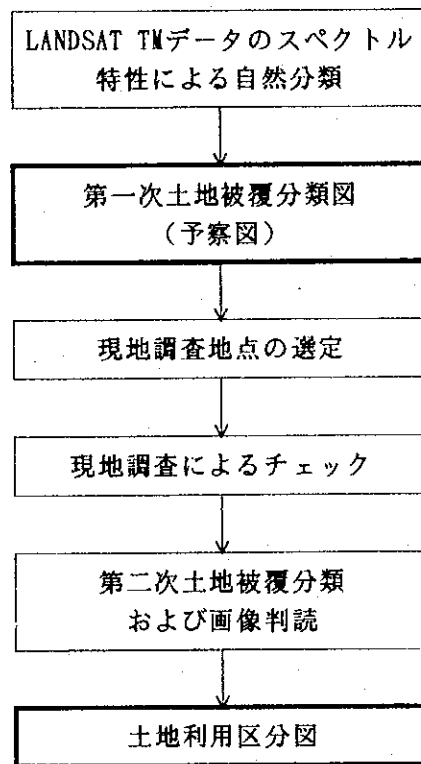 LANDSAT TMデータのスペクトル
特性による自然分類
第一次土地被覆分類図
（予察図）
現地調査地点の選定
現地調査によるチェック
第二次土地被覆分類
および画像判読
土地利用区分図